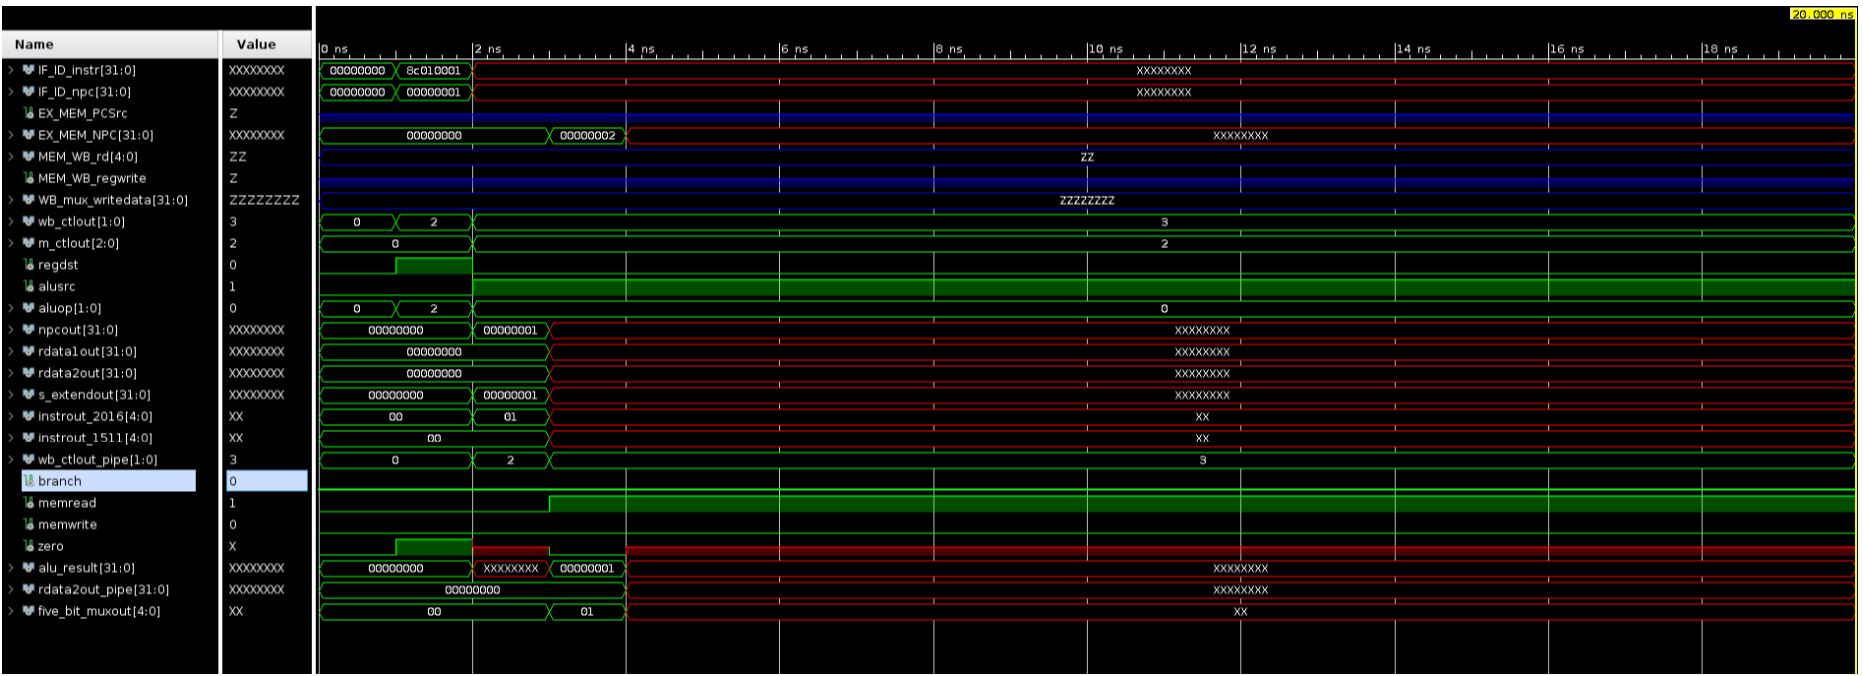 20.000 ns
Name Value 0 ns 2 ns 4 ns 6 ns 8 ns 10 ns 12 ns 14 ns 16 ns 18 ns
IF_ID_instr[31:0] XXXXXXXX 00000000 8c010001 XXXXXXXX
IF_ID_npc[31:0] XXXXXXXX 00000000 00000001 XXXXXXXX
EX_MEM_PCSrc Z
EX_MEM_NPC[31:0] XXXXXXXX 00000000 00000002 XXXXXXXX
MEM_WB_rd[4:0] ZZ ZZ
MEM_WB_regwrite Z
WB_mux_writedata[31:0] ZZZZZZZZ ZZZZZZZZ
wb_ctlout[1:0] 3 0 2 3
m_ctlout[2:0] 2 0 2
regdst 0
alusrc 1
aluop[1:0] 0 0 2 0
npcout[31:0] XXXXXXXX 00000000 00000001 XXXXXXXX
rdata1out[31:0] XXXXXXXX 00000000 XXXXXXXX
rdata2out[31:0] XXXXXXXX 00000000 XXXXXXXX
s_extendout[31:0] XXXXXXXX 00000000 00000001 XXXXXXXX
instrout_2016[4:0] XX 00 01 XX
instrout_1511[4:0] XX 00 XX
wb_ctlout_pipe[1:0] 3 0 2 3
branch 0
memread 1
memwrite 0
zero X
alu_result[31:0] XXXXXXXX 00000000 XXXXXXXX 00000001 XXXXXXXX
rdata2out_pipe[31:0] XXXXXXXX 00000000 XXXXXXXX
five_bit_muxout[4:0] XX 00 01 XX